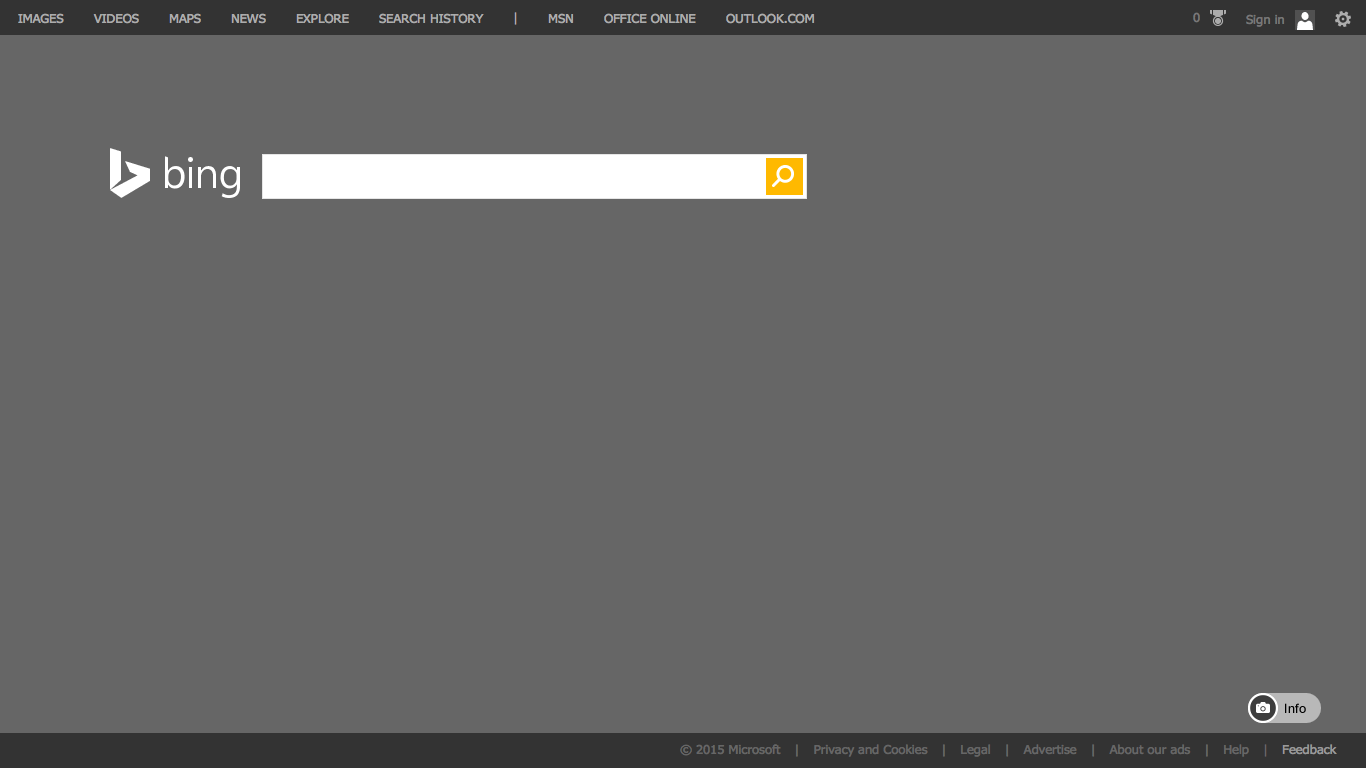 IMAGES VIDEOS MAPS NEWS EXPLORE SEARCH HISTORY | MSN OFFICE ONLINE OUTLOOK.COM 0 Sign in
bing
Info
© 2015 Microsoft | Privacy and Cookies | Legal | Advertise | About our ads | Help | Feedback